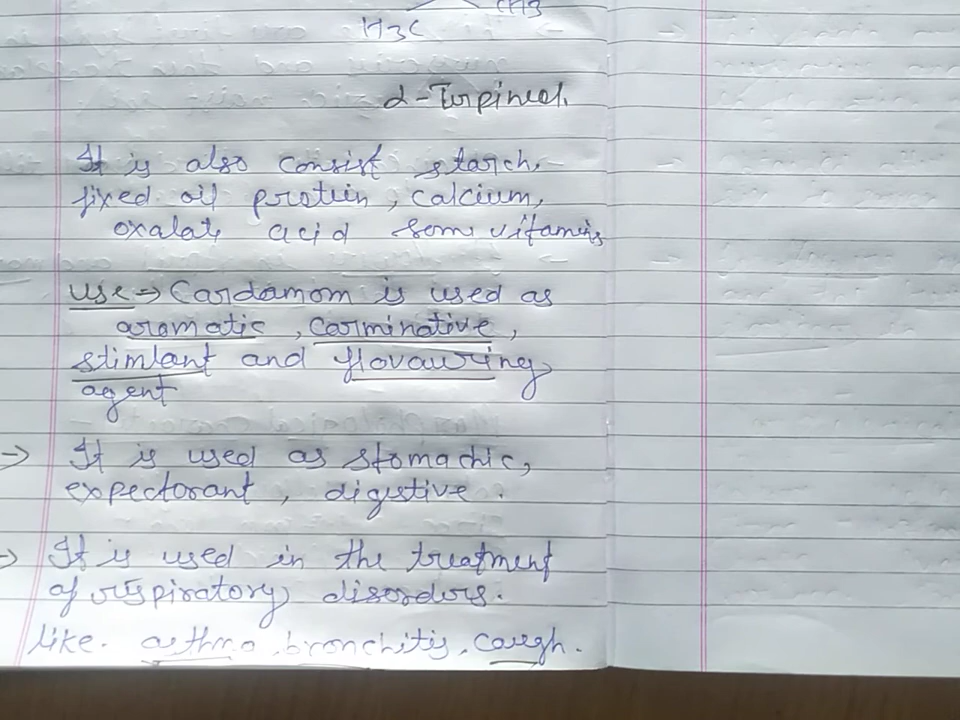 CH3
H3C
α-Terpineol.
It is also consist starch,
fixed oil protein, calcium,
oxalate acid some vitamins
use⇒ Cardamom is used as
aromatic, carminative,
stimlant and flovauring
agent
→ It is used as stomachic,
expectorant, digestive.
→ It is used in the treatment
of respiratory disorders.
like. asthma, bronchitis, cough.